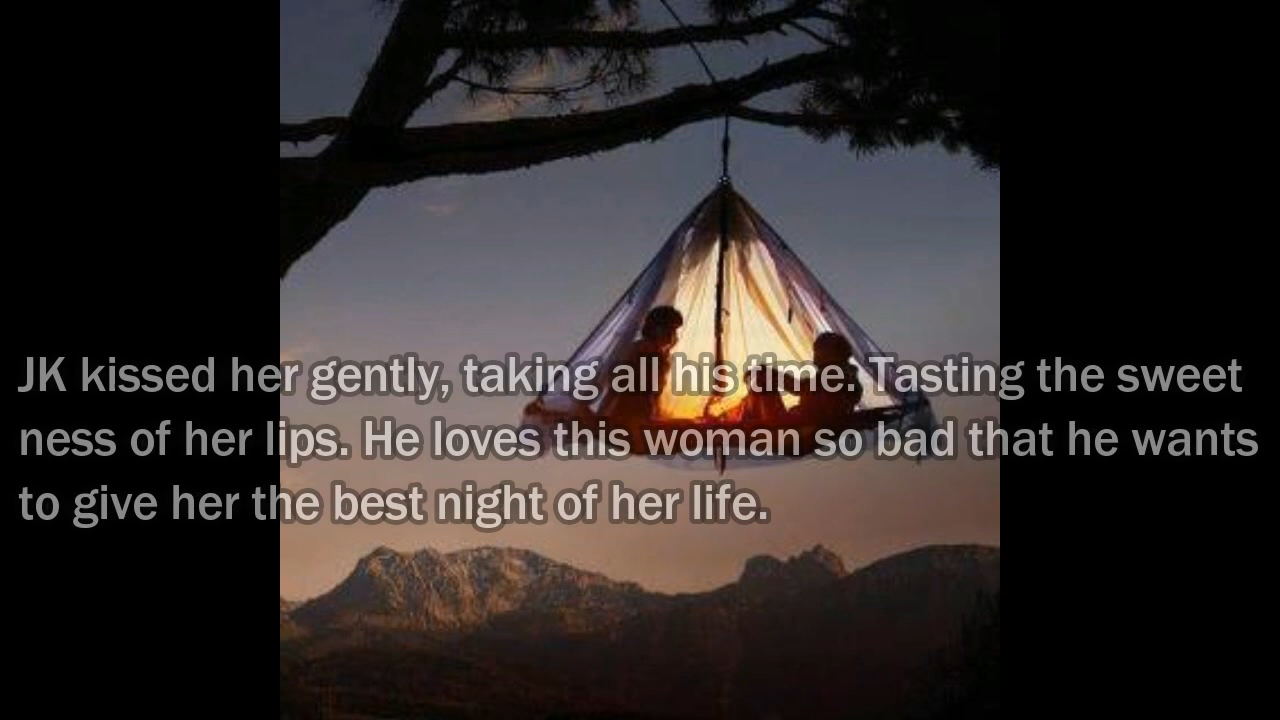 JK kissed her gently, taking all his time. Tasting the sweet
ness of her lips. He loves this woman so bad that he wants
to give her the best night of her life.